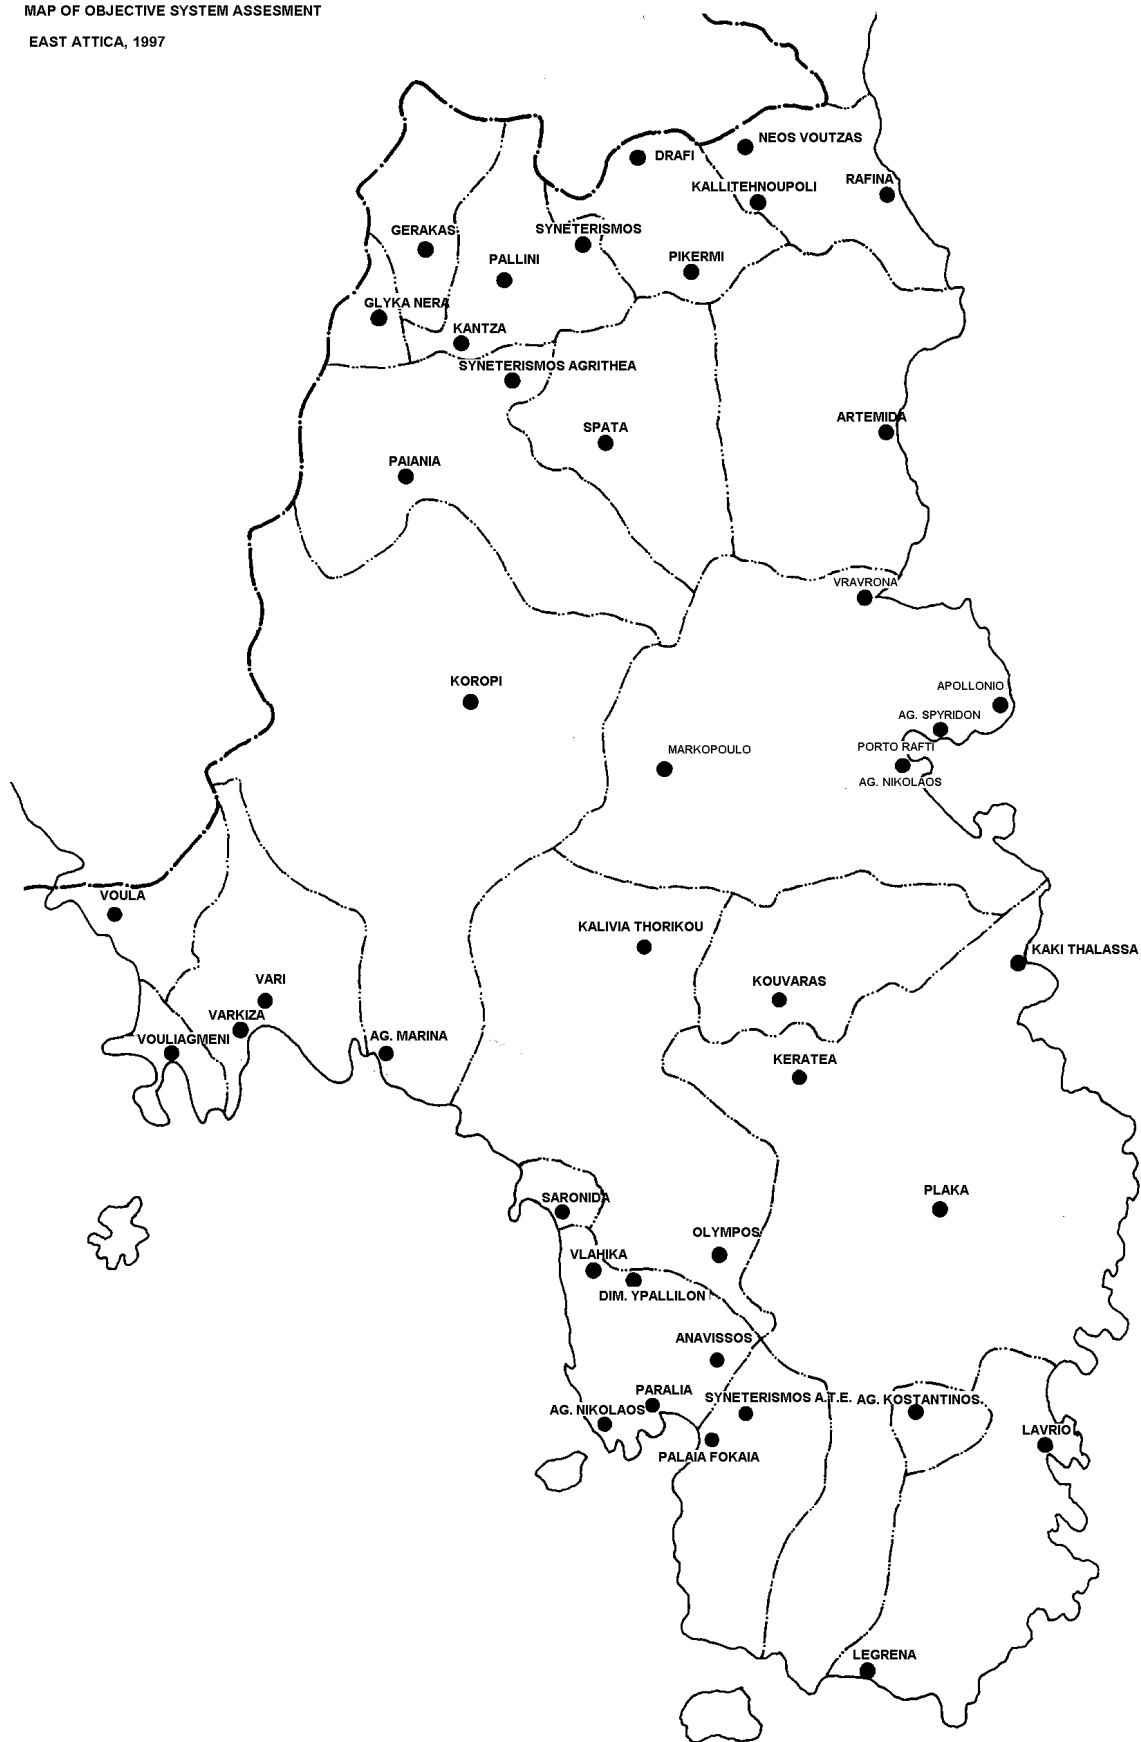 MAP OF OBJECTIVE SYSTEM ASSESMENT
EAST ATTICA, 1997
NEOS VOUTZAS
DRAFI
KALLITEHNOUPOLI
RAFINA
GERAKAS
SYNETERISMOS
PALLINI
PIKERMI
GLYKA NERA
KANTZA
SYNETERISMOS AGRITHEA
ARTEMIDA
SPATA
PAIANIA
VRAVRONA
KOROPI
APOLLONIO
AG. SPYRIDON
MARKOPOULO
PORTO RAFTI
AG. NIKOLAOS
VOULA
KALIVIA THORIKOU
KAKI THALASSA
VARI
KOUVARAS
VARKIZA
VOULIAGMENI
AG. MARINA
KERATEA
PLAKA
SARONIDA
OLYMPOS
VLAHIKA
DIM. YPALLILON
ANAVISSOS
PARALIA
SYNETERISMOS A.T.E.
AG. KOSTANTINOS
AG. NIKOLAOS
LAVRIO
PALAIA FOKAIA
LEGRENA